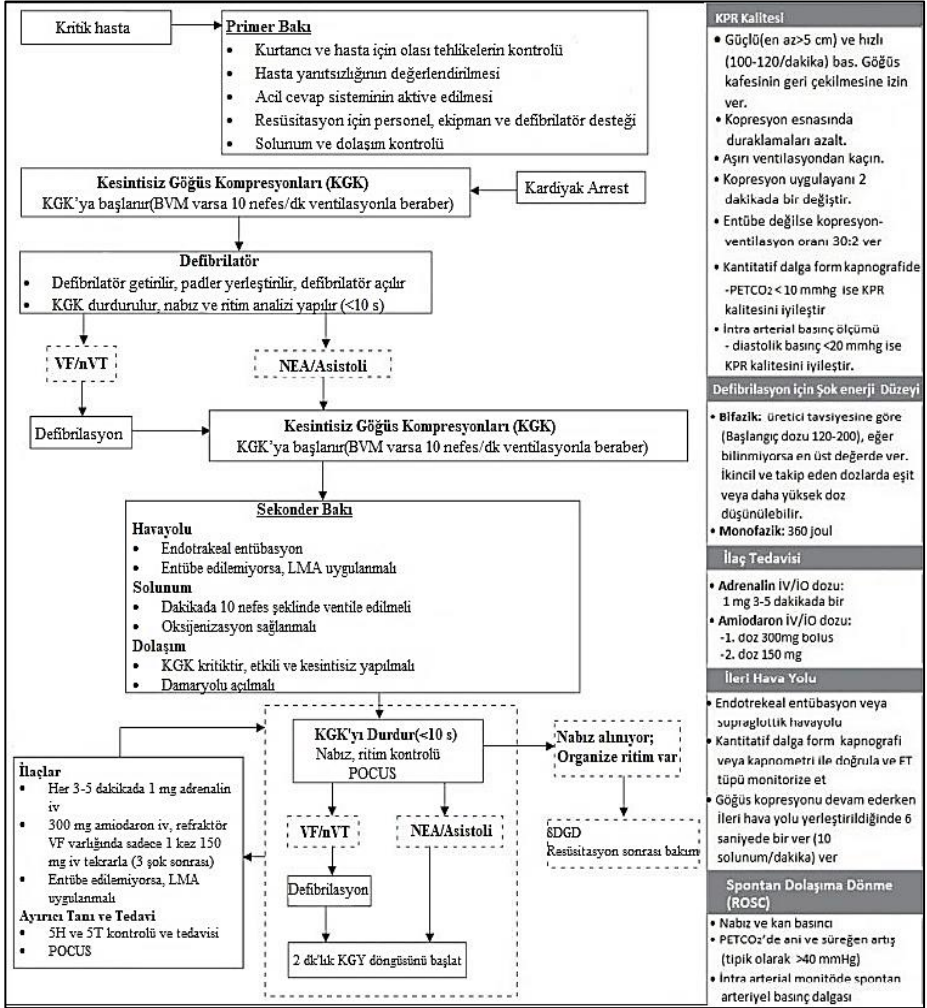 Kritik hasta
Primer Bakı
• Kurtarıcı ve hasta için olası tehlikelerin kontrolü
• Hasta yanıtsızlığının değerlendirilmesi
• Acil cevap sisteminin aktive edilmesi
• Resüsitasyon için personel, ekipman ve defibrilatör desteği
• Solunum ve dolaşım kontrolü
Kesintisiz Göğüs Kompresyonları (KGK)
KGK'ya başlanır(BVM varsa 10 nefes/dk ventilasyonla beraber)
Kardiyak Arrest
Defibrilatör
• Defibrilatör getirilir, padler yerleştirilir, defibrilatör açılır
• KGK durdurulur, nabız ve ritim analizi yapılır (<10 s)
VF/nVT
NEA/Asistoli
Defibrilasyon
Kesintisiz Göğüs Kompresyonları (KGK)
KGK'ya başlanır(BVM varsa 10 nefes/dk ventilasyonla beraber)
Sekonder Bakı
Havayolu
• Endotrakeal entübasyon
• Entübe edilemiyorsa, LMA uygulanmalı
Solunum
• Dakikada 10 nefes şeklinde ventile edilmeli
• Oksijenizasyon sağlanmalı
Dolaşım
• KGK kritiktir, etkili ve kesintisiz yapılmalı
• Damaryolu açılmalı
KGK'yı Durdur(<10 s)
Nabız, ritim kontrolü
POCUS
Nabız alınıyor;
Organize ritim var
VF/nVT
NEA/Asistoli
SDGD
Resüsitasyon sonrası bakım
Defibrilasyon
2 dk'lık KGY döngüsünü başlat
İlaçlar
• Her 3-5 dakikada 1 mg adrenalin
iv
• 300 mg amiodaron iv, refraktör
VF varlığında sadece 1 kez 150
mg iv tekrarla (3 şok sonrası)
• Entübe edilemiyorsa, LMA
uygulanmalı
Ayırıcı Tanı ve Tedavi
• 5H ve 5T kontrolü ve tedavisi
• POCUS
KPR Kalitesi
• Güçlü(en az>5 cm) ve hızlı
(100-120/dakika) bas. Göğüs
kafesinin geri çekilmesine izin
ver.
• Kopresyon esnasında
duraklamaları azalt.
• Aşırı ventilasyondan kaçın.
• Kopresyon uygulayanı 2
dakikada bir değiştir.
• Entübe değilse kopresyon-
ventilasyon oranı 30:2 ver
• Kantitatif dalga form kapnografide
-PETCO₂ < 10 mmhg ise KPR
kalitesini iyileştir
• İntra arterial basınç ölçümü
- diastolik basınç <20 mmhg ise
KPR kalitesini iyileştir.
Defibrilasyon için Şok enerji Düzeyi
• Bifazik: üretici tavsiyesine göre
(Başlangıç dozu 120-200), eğer
bilinmiyorsa en üst değerde ver.
İkincil ve takip eden dozlarda eşit
veya daha yüksek doz
düşünülebilir.
• Monofazik: 360 joul
İlaç Tedavisi
• Adrenalin İV/İO dozu:
1 mg 3-5 dakikada bir
• Amiodaron İV/İO dozu:
-1. doz 300mg bolus
-2. doz 150 mg
İleri Hava Yolu
• Endotrekeal entübasyon veya
supraglottik havayolu
• Kantitatif dalga form kapnografi
veya kapnometri ile doğrula ve ET
tüpü monitorize et
• Göğüs kopresyonu devam ederken
İleri hava yolu yerleştirildiğinde 6
saniyede bir ver (10
solunum/dakika) ver
Spontan Dolaşıma Dönme
(ROSC)
• Nabız ve kan basıncı
• PETCO₂'de ani ve süreğen artış
(tipik olarak >40 mmHg)
• İntra arterial monitöde spontan
arteriyel basınç dalgası